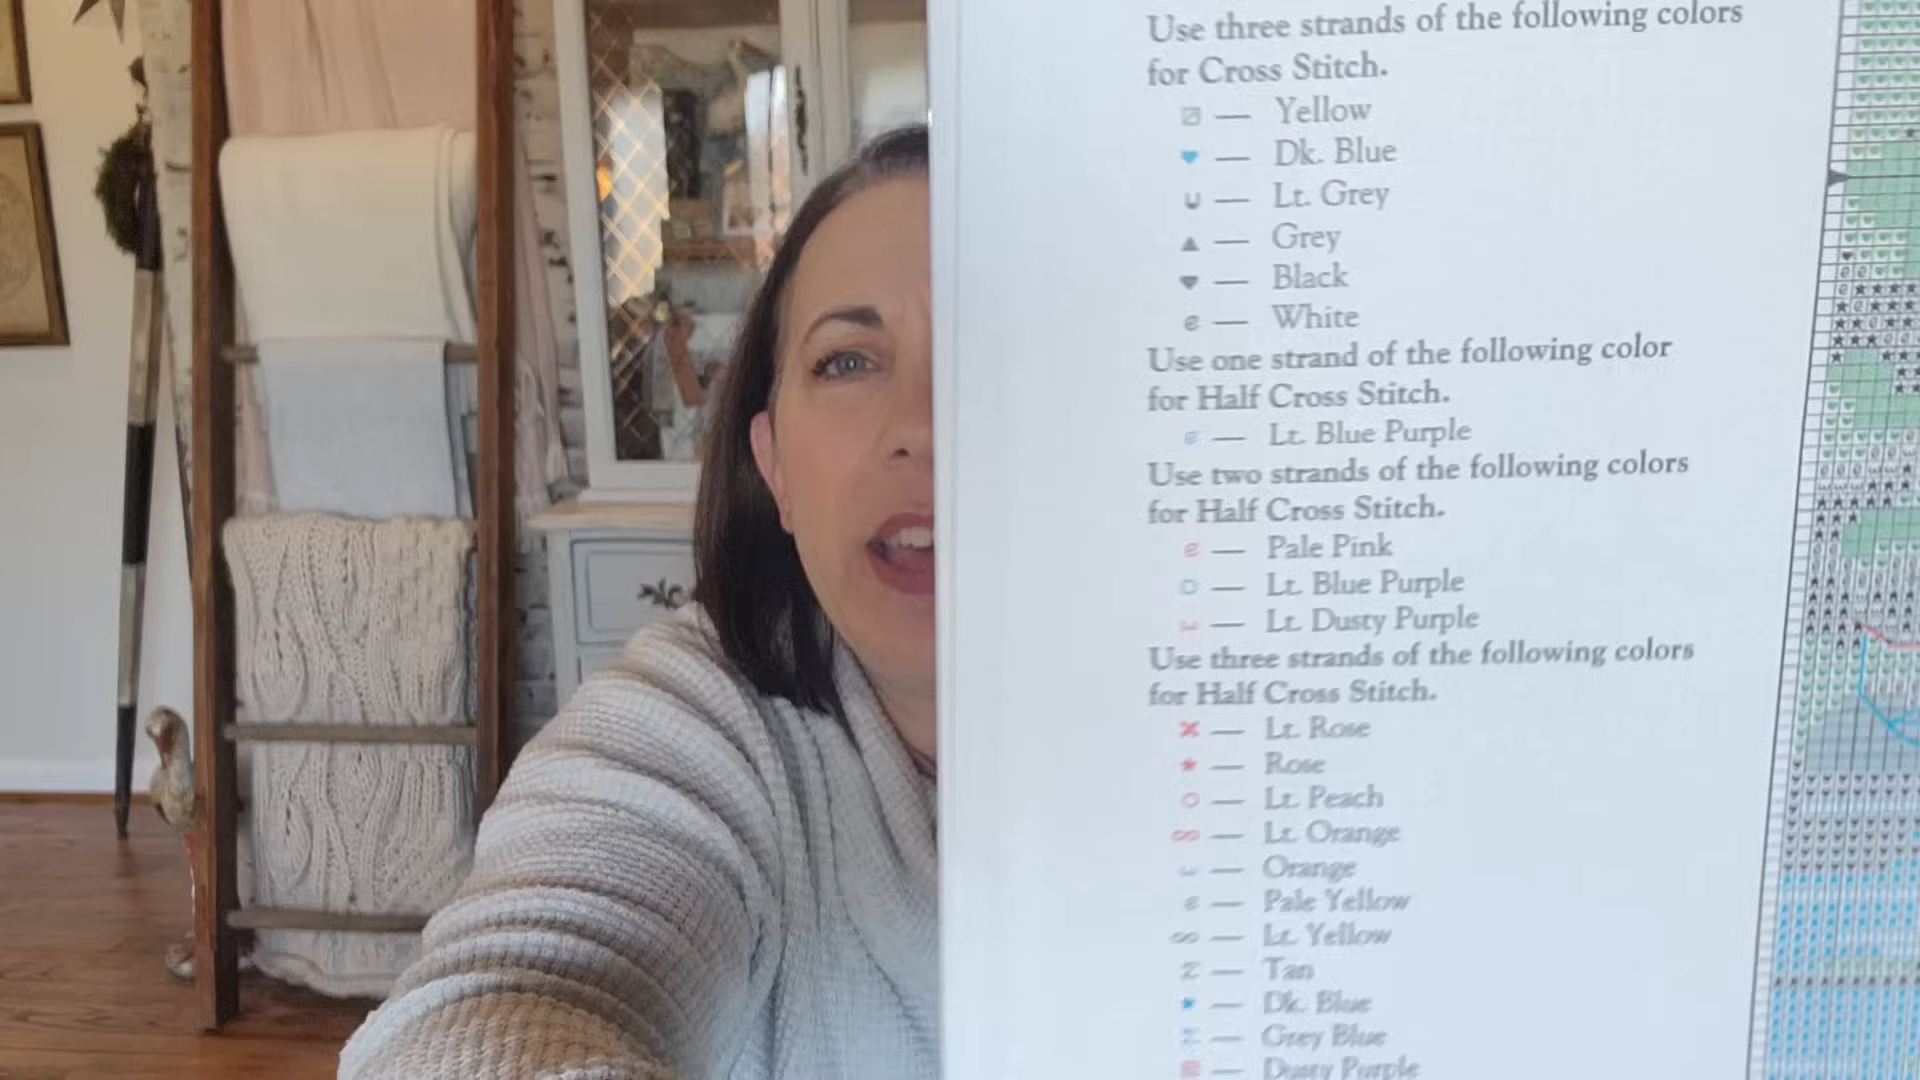 Use three strands of the following colors
for Cross Stitch.
— Yellow
— Dk. Blue
— Lt. Grey
— Grey
— Black
— White
Use one strand of the following color
for Half Cross Stitch.
— Lt. Blue Purple
Use two strands of the following colors
for Half Cross Stitch.
— Pale Pink
— Lt. Blue Purple
— Lt. Dusty Purple
Use three strands of the following colors
for Half Cross Stitch.
— Lt. Rose
— Rose
— Lt. Peach
— Lt. Orange
— Orange
— Pale Yellow
— Lt. Yellow
— Tan
— Dk. Blue
— Grey Blue
— Dusty Purple